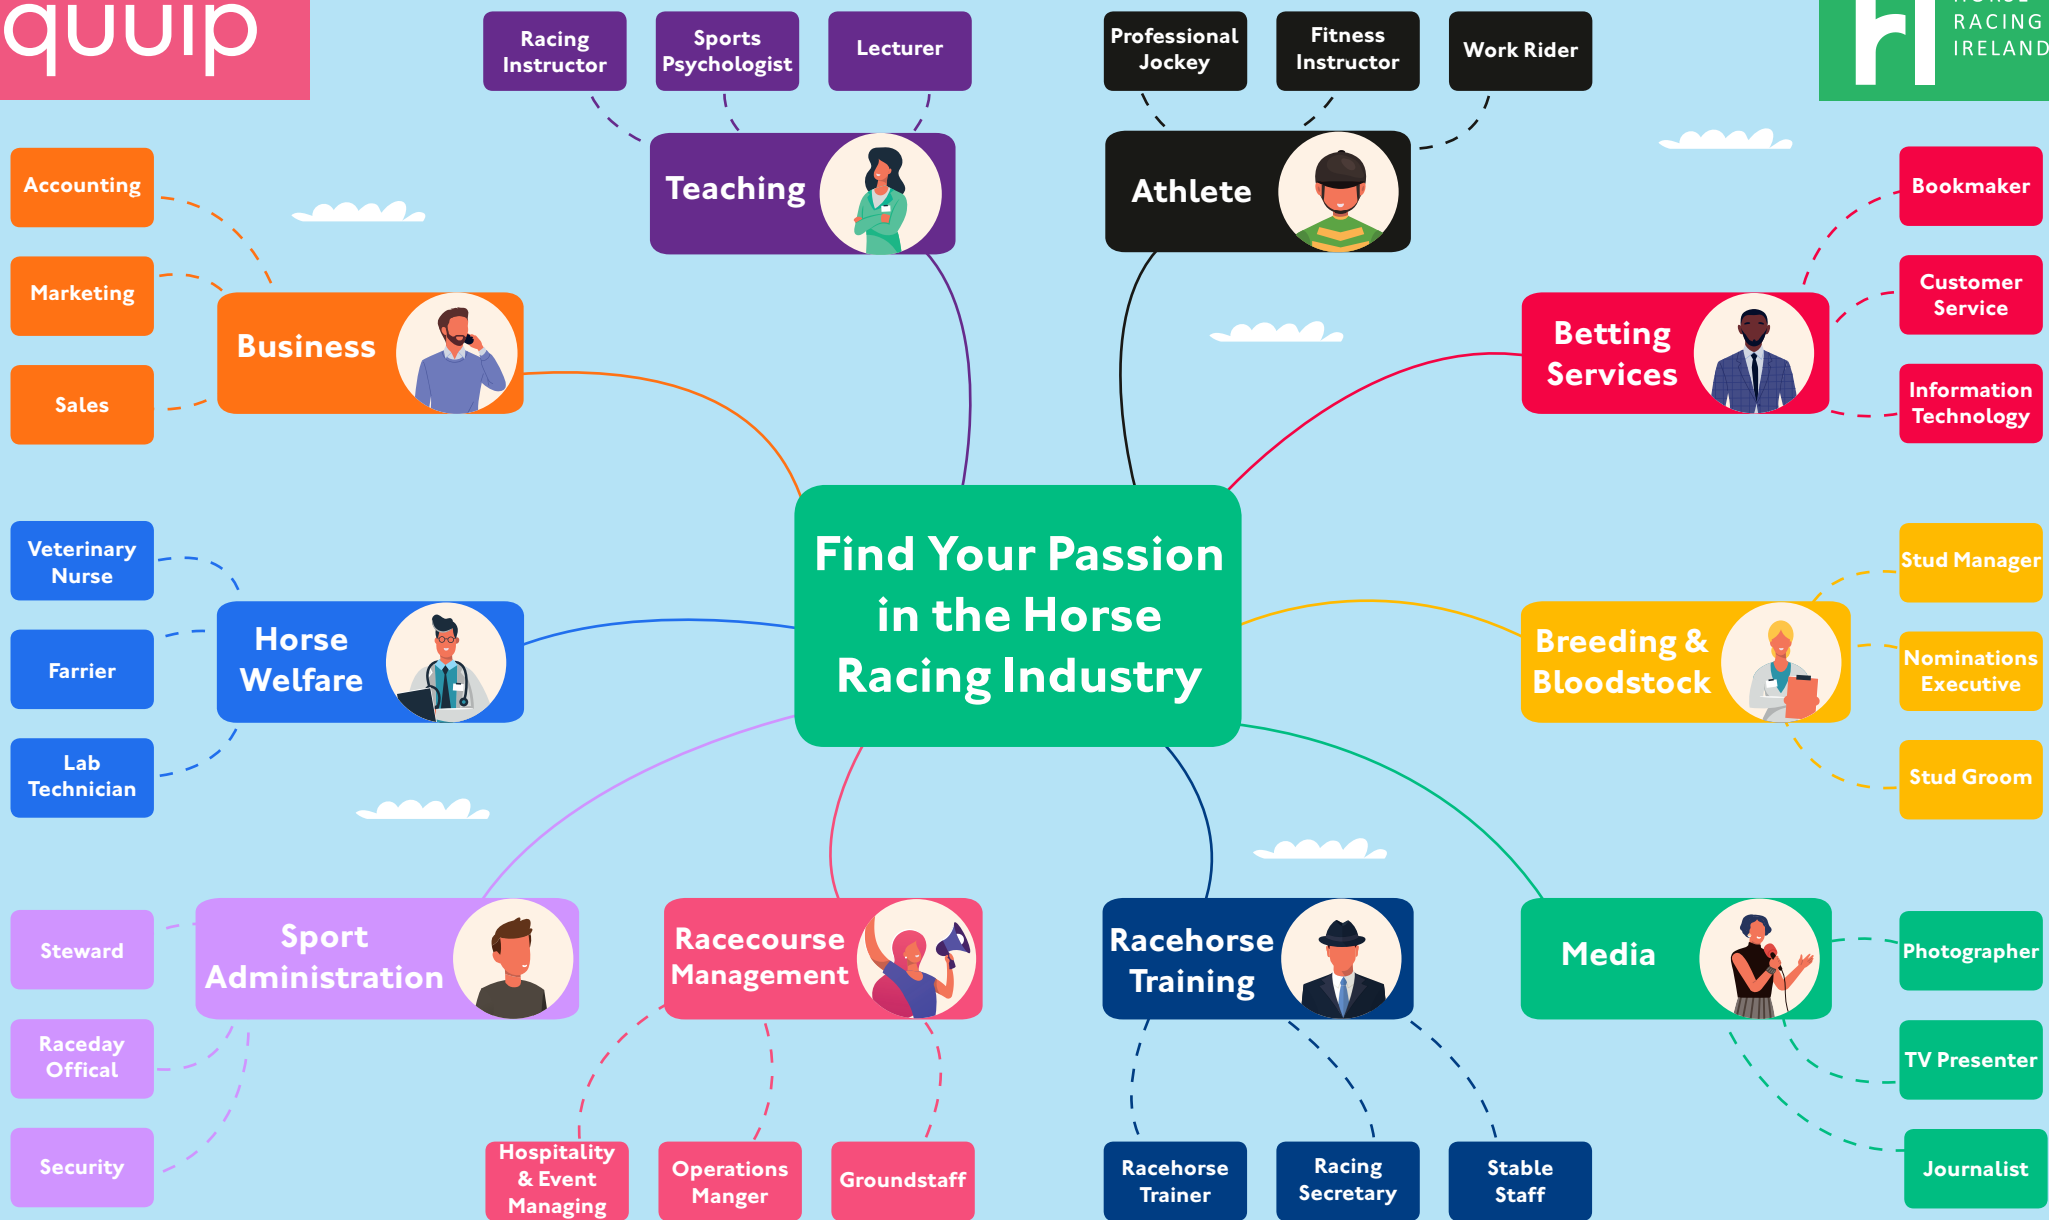 quuip
HORSE
RACING
IRELAND
Racing
Instructor
Sports
Psychologist
Lecturer
Teaching
Professional
Jockey
Fitness
Instructor
Work Rider
Athlete
Accounting
Marketing
Sales
Business
Bookmaker
Customer
Service
Information
Technology
Betting
Services
Find Your Passion
in the Horse
Racing Industry
Veterinary
Nurse
Farrier
Lab
Technician
Horse
Welfare
Stud Manager
Nominations
Executive
Stud Groom
Breeding &
Bloodstock
Steward
Raceday
Offical
Security
Sport
Administration
Racecourse
Management
Hospitality
& Event
Managing
Operations
Manger
Groundstaff
Racehorse
Training
Racehorse
Trainer
Racing
Secretary
Stable
Staff
Media
Photographer
TV Presenter
Journalist